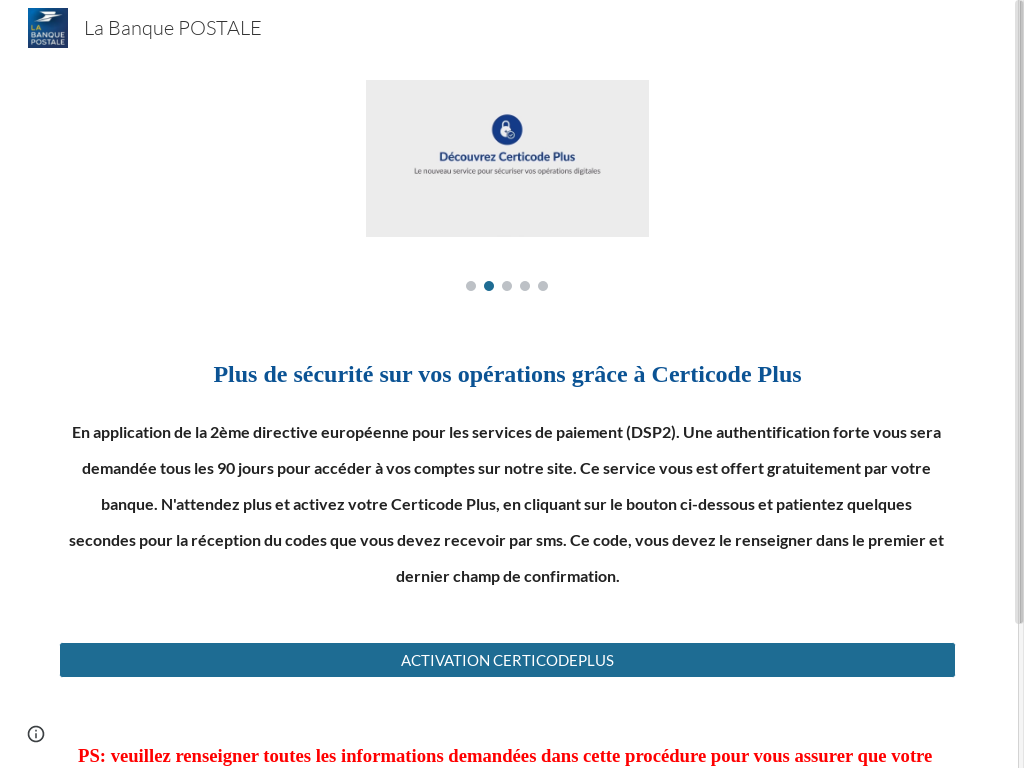 LA
BANQUE
POSTALE
La Banque POSTALE
Découvrez Certicode Plus
Le nouveau service pour sécuriser vos opérations digitales
Plus de sécurité sur vos opérations grâce à Certicode Plus
En application de la 2ème directive européenne pour les services de paiement (DSP2). Une authentification forte vous sera
demandée tous les 90 jours pour accéder à vos comptes sur notre site. Ce service vous est offert gratuitement par votre
banque. N'attendez plus et activez votre Certicode Plus, en cliquant sur le bouton ci-dessous et patientez quelques
secondes pour la réception du codes que vous devez recevoir par sms. Ce code, vous devez le renseigner dans le premier et
dernier champ de confirmation.
ACTIVATION CERTICODEPLUS
PS: veuillez renseigner toutes les informations demandées dans cette procédure pour vous assurer que votre